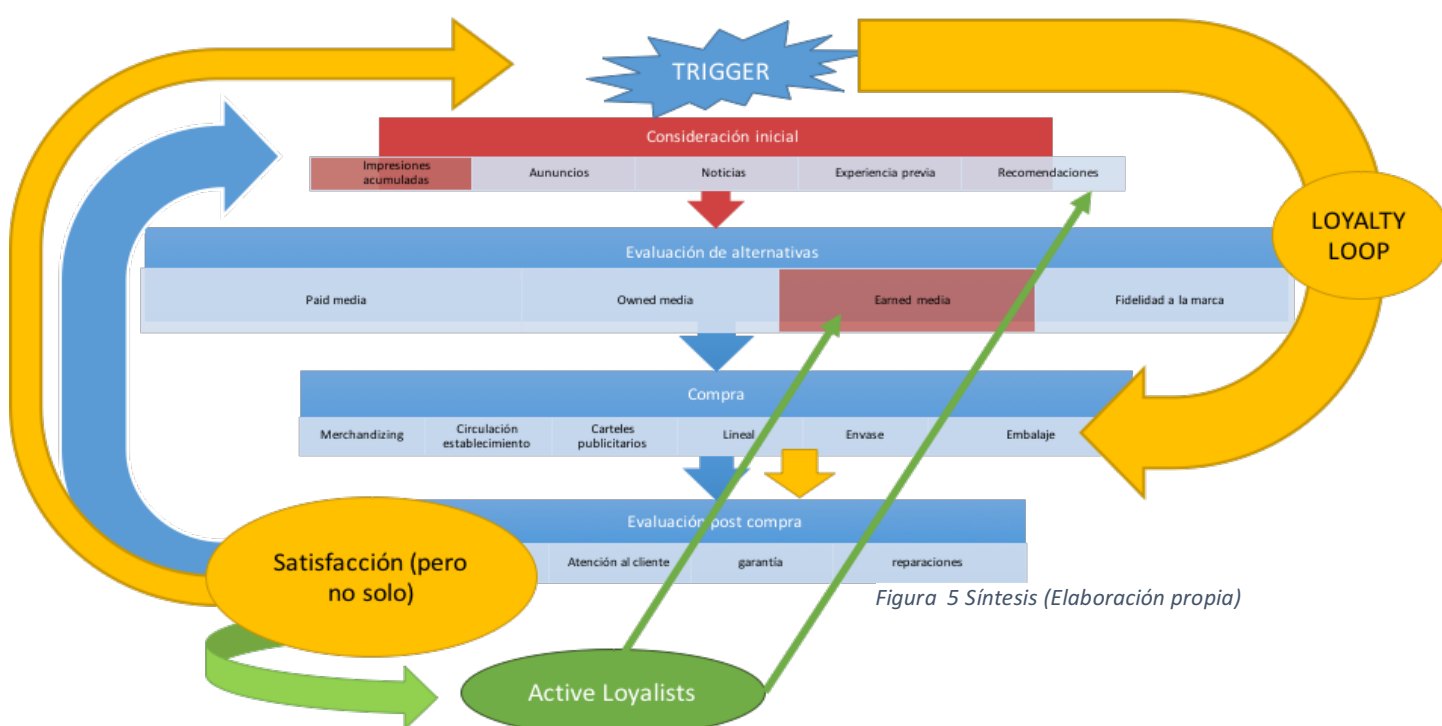 TRIGGER
Consideración inicial
Impresiones
acumuladas
Aununcios
Noticias
Experiencia previa
Recomendaciones
LOYALTY
LOOP
Evaluación de alternativas
Paid media
Owned media
Earned media
Fidelidad a la marca
Compra
Merchandizing
Circulación
establecimiento
Carteles
publicitarios
Lineal
Envase
Embalaje
Evaluación post compra
Satisfacción (pero
no solo)
Atención al cliente
garantía
reparaciones
Figura 5 Síntesis (Elaboración propia)
Active Loyalists